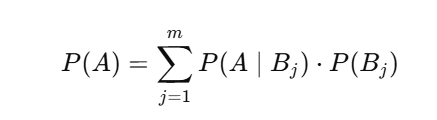 P(A) = \sum_{j=1}^{m} P(A \mid B_j) \cdot P(B_j)